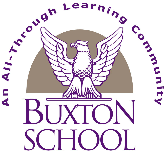 An All-Through Learning Community
BUXTON
SCHOOL